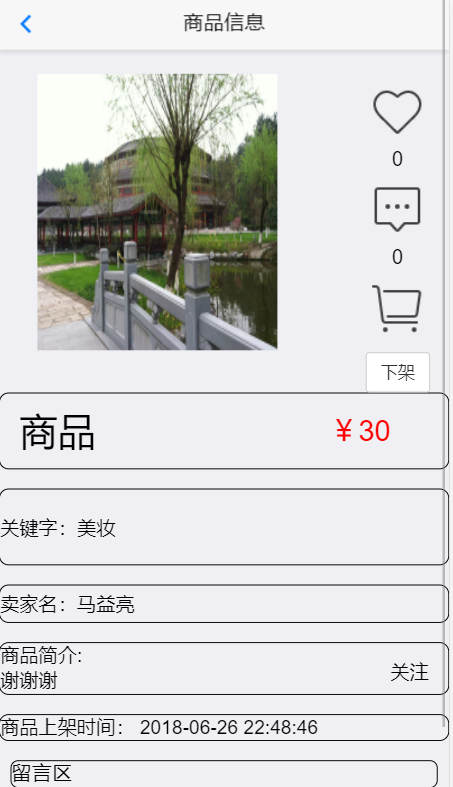 商品信息
0
0
下架
商品
￥30
关键字：美妆
卖家名：马益亮
商品简介:
谢谢谢
关注
商品上架时间： 2018-06-26 22:48:46
留言区